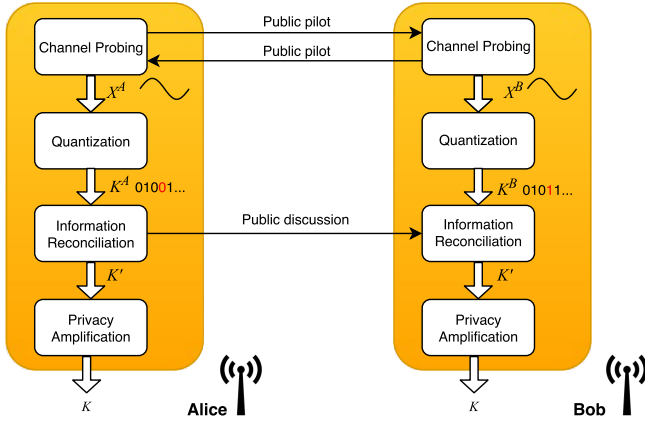 Public pilot
Channel Probing
Channel Probing
Public pilot
X^A
X^B
Quantization
Quantization
K^A 01001...
K^B 01011...
Public discussion
Information
Reconciliation
Information
Reconciliation
K'
K'
Privacy
Amplification
Privacy
Amplification
K
Alice
K
Bob